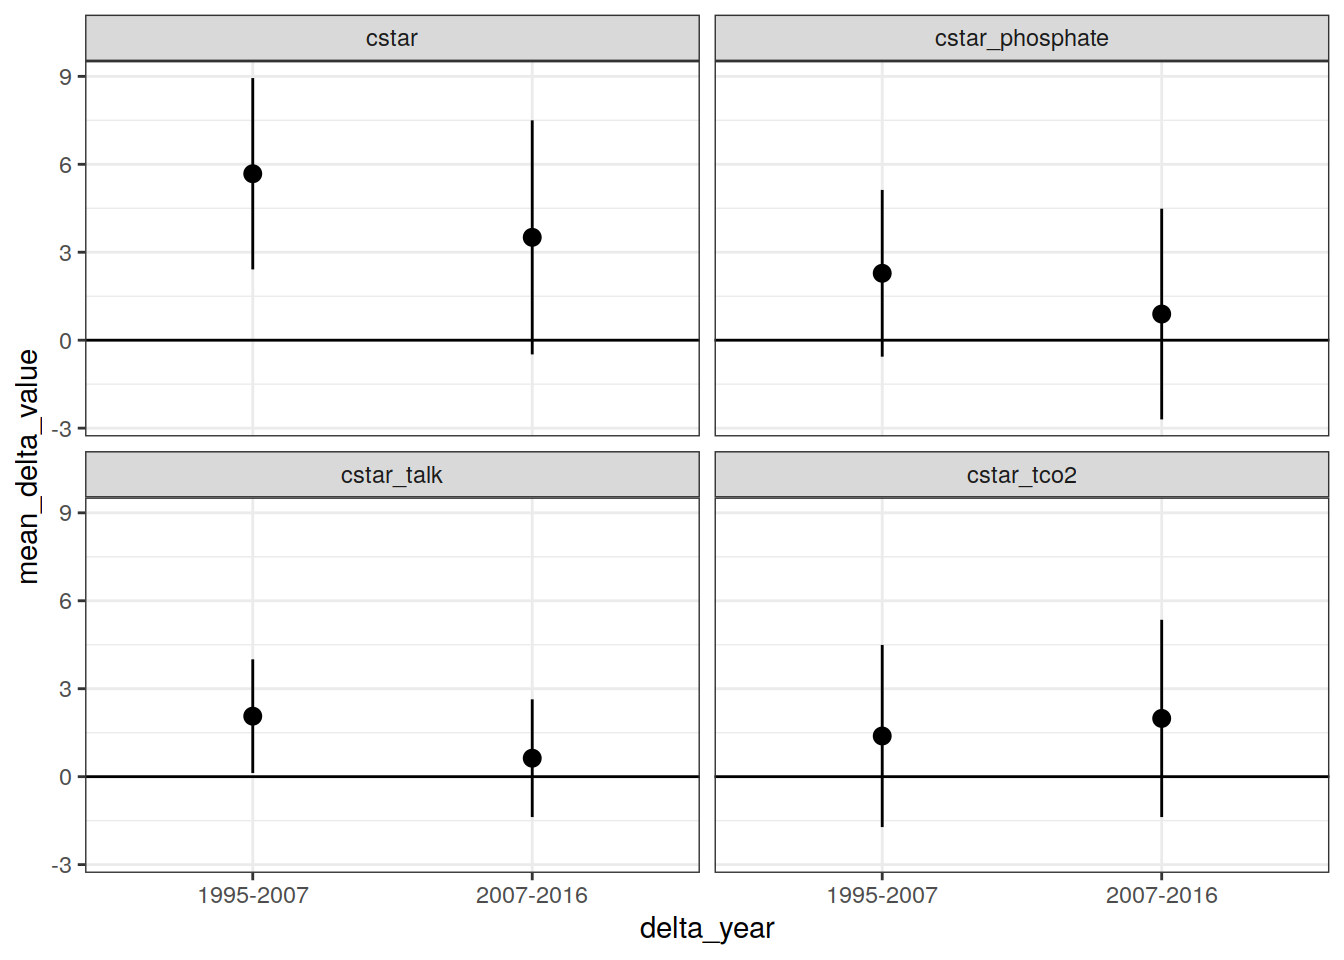 cstar
cstar_phosphate
9
6
3
0
-3
cstar_talk
cstar_tco2
9
6
3
0
-3
1995-2007
2007-2016
1995-2007
2007-2016
delta_year
mean_delta_value